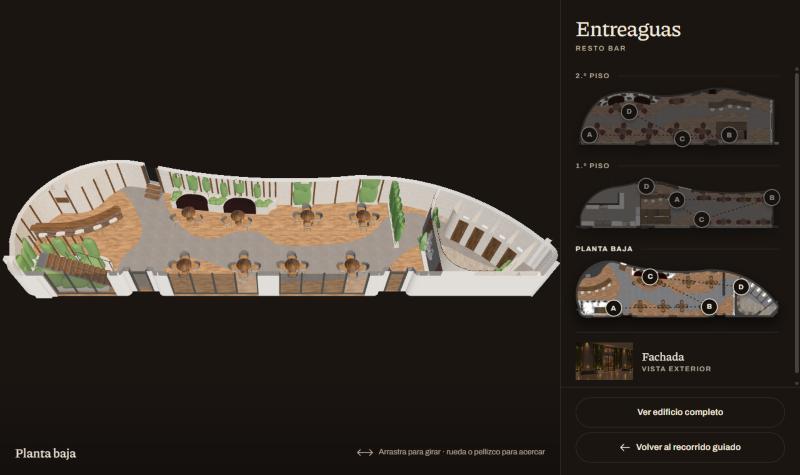 Entreaguas
RESTO BAR
2.º PISO
A
D
C
B
1.º PISO
D
A
C
B
PLANTA BAJA
A
C
B
D
Fachada
VISTA EXTERIOR
Ver edificio completo
← Volver al recorrido guiado
Planta baja
↔ Arrastra para girar · rueda o pellizco para acercar